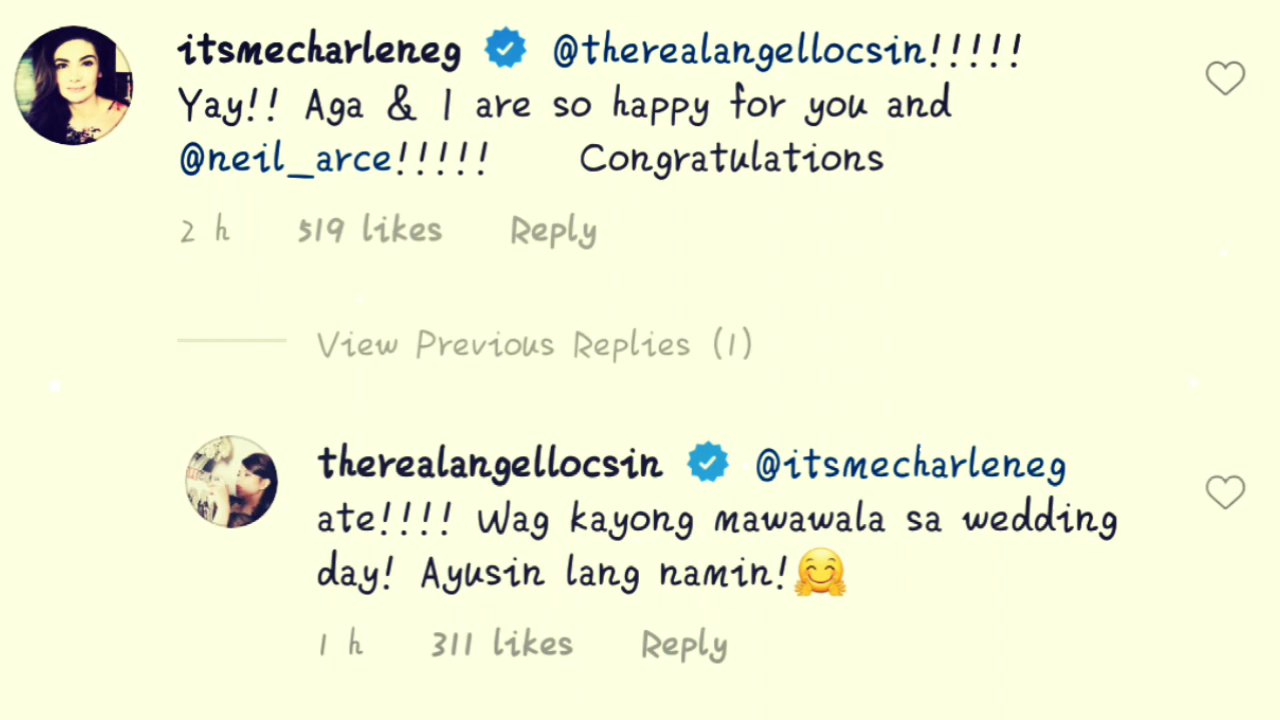 itsmecharleneg @therealangellocsin!!!!!
Yay!! Aga & I are so happy for you and
@neil_arce!!!!! Congratulations
2 h 519 likes Reply
View Previous Replies (1)
therealangellocsin @itsmecharleneg
ate!!!! Wag kayong mawawala sa wedding
day! Ayusin lang namin!🤗
1 h 311 likes Reply